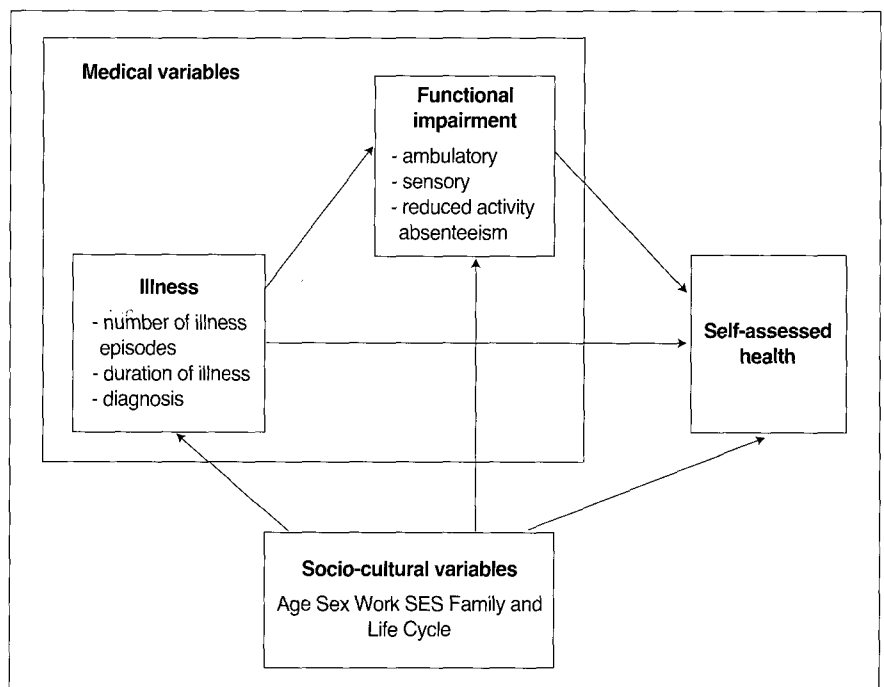 Medical variables
Functional
impairment
- ambulatory
- sensory
- reduced activity
absenteeism
Illness
- number of illness
episodes
- duration of illness
- diagnosis
Self-assessed
health
Socio-cultural variables
Age Sex Work SES Family and
Life Cycle